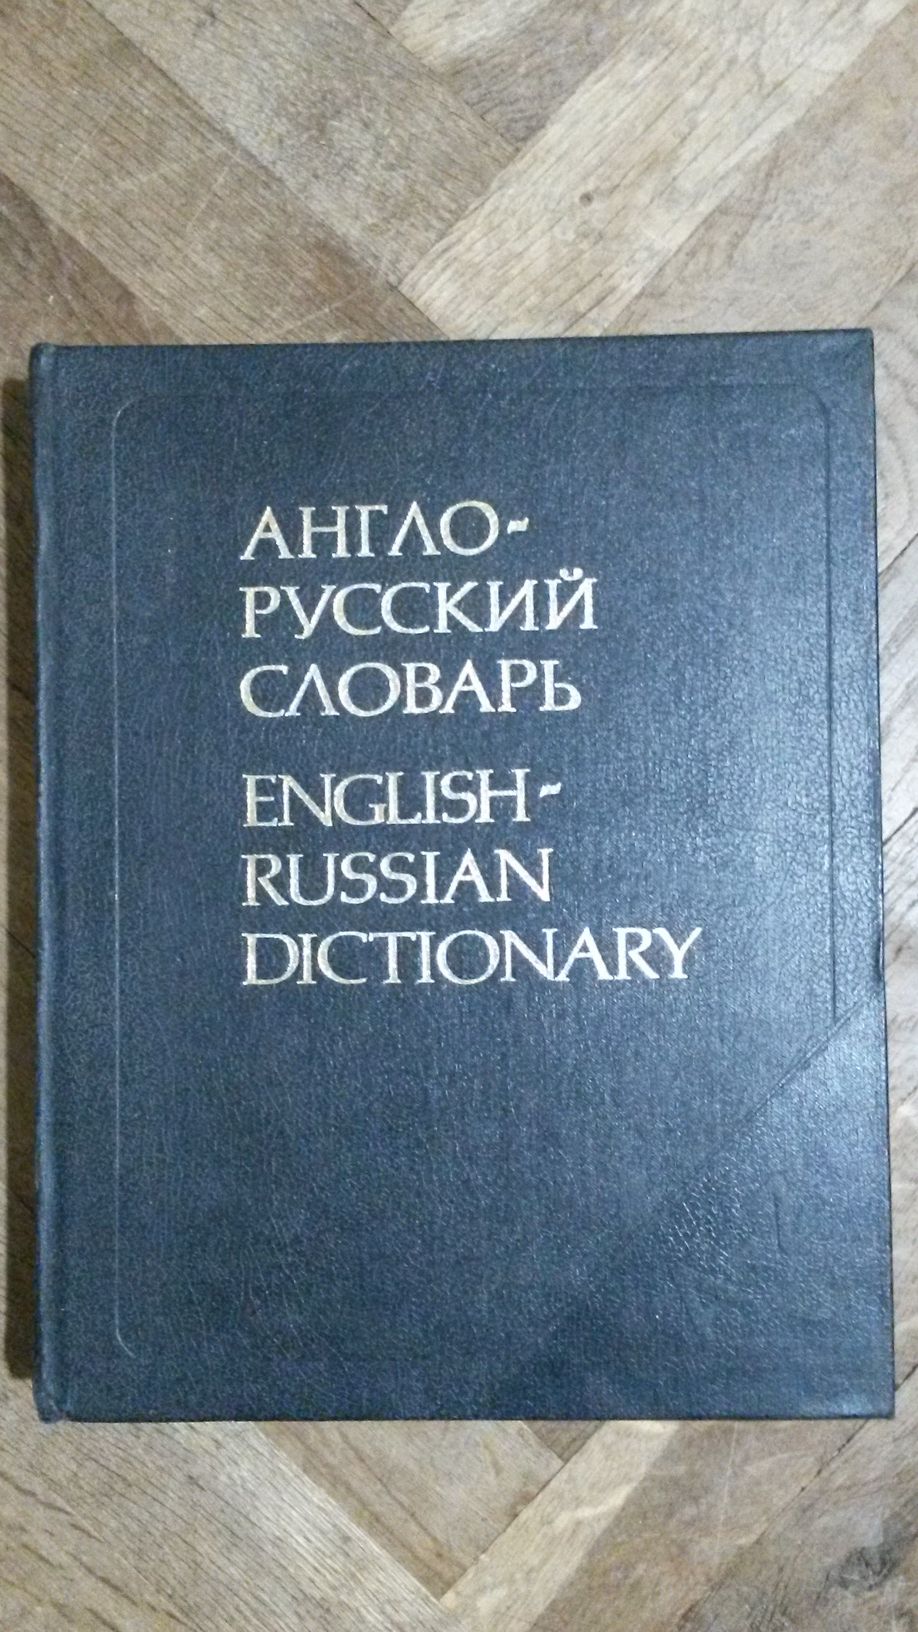 АНГЛО-
РУССКИЙ
СЛОВАРЬ
ENGLISH-
RUSSIAN
DICTIONARY